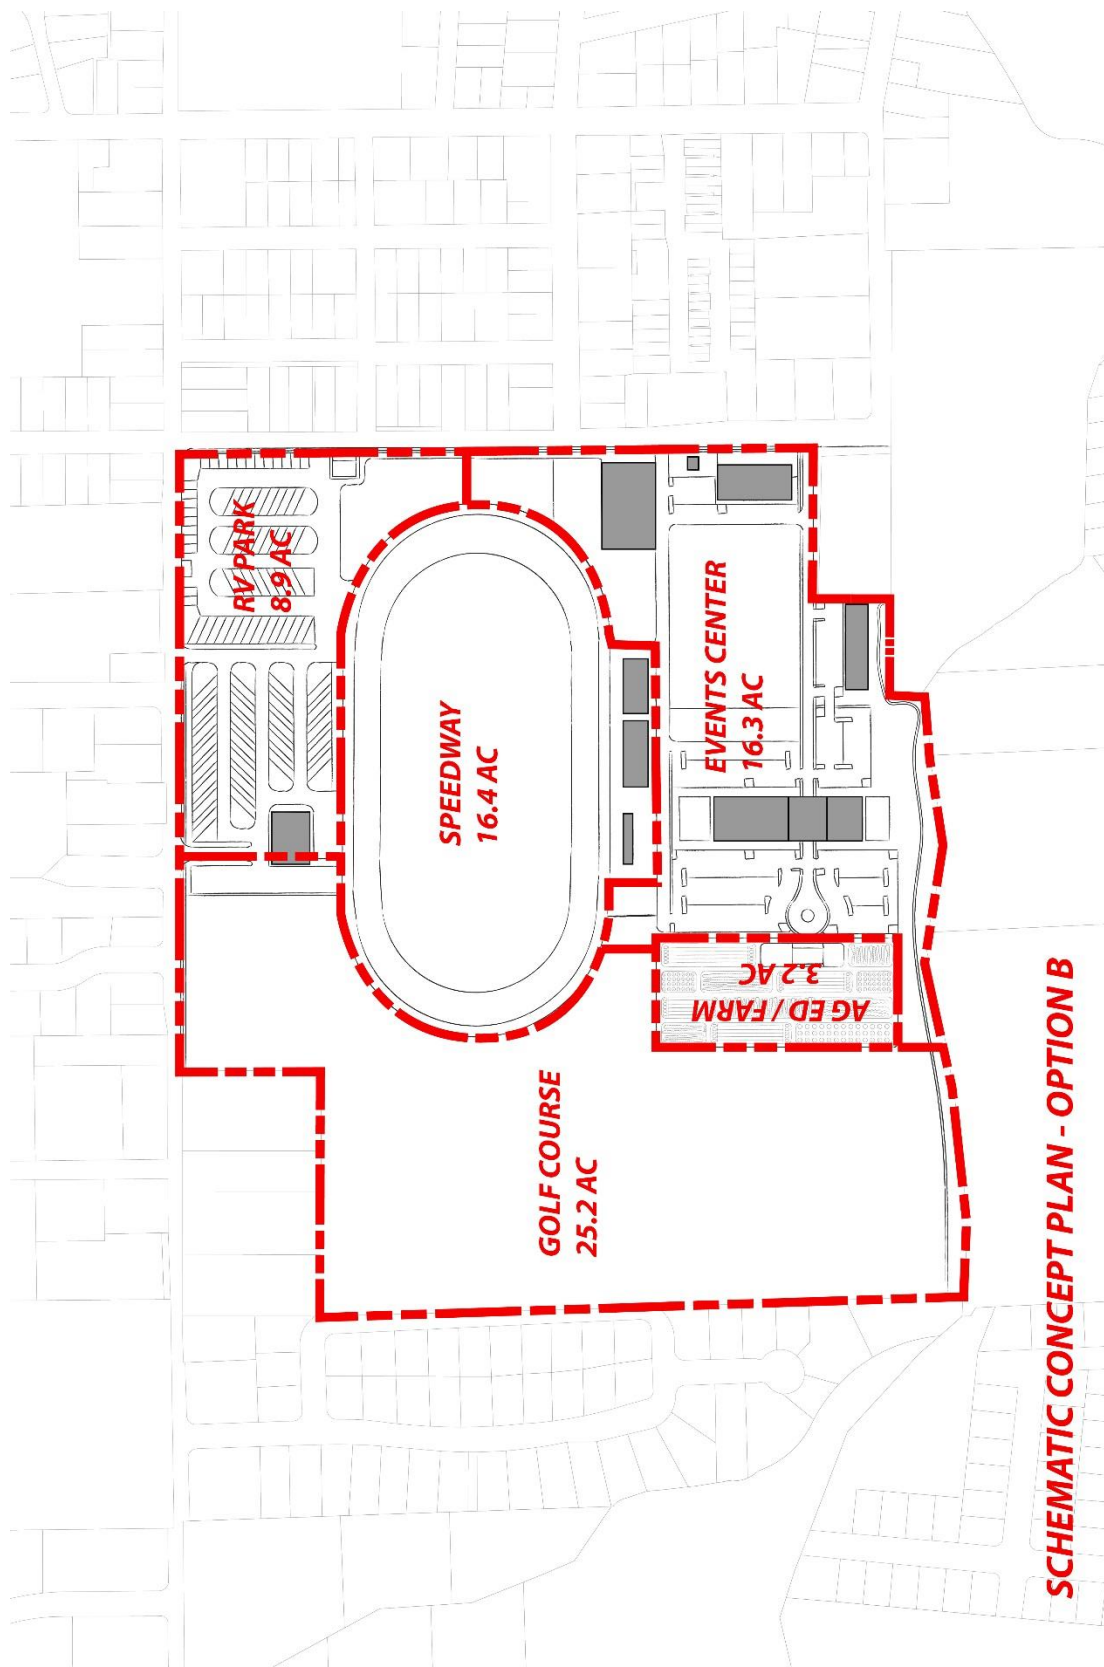 RV PARK
8.9 AC
SPEEDWAY
16.4 AC
EVENTS CENTER
16.3 AC
AG ED / FARM
3.2 AC
GOLF COURSE
25.2 AC
SCHEMATIC CONCEPT PLAN - OPTION B